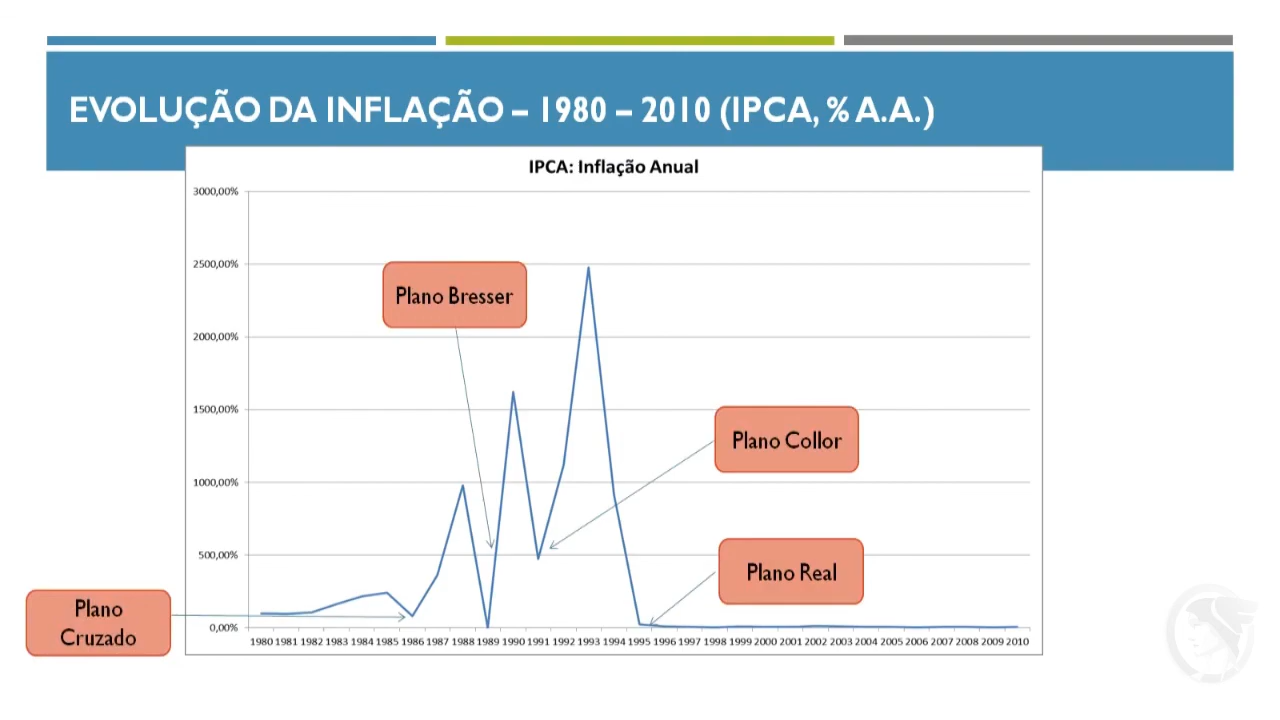 EVOLUÇÃO DA INFLAÇÃO – 1980 – 2010 (IPCA, % A.A.)
IPCA: Inflação Anual
3000,00%
2500,00%
Plano Bresser
2000,00%
1500,00%
Plano Collor
1000,00%
500,00%
Plano Real
Plano
Cruzado
0,00%
1980 1981 1982 1983 1984 1985 1986 1987 1988 1989 1990 1991 1992 1993 1994 1995 1996 1997 1998 1999 2000 2001 2002 2003 2004 2005 2006 2007 2008 2009 2010